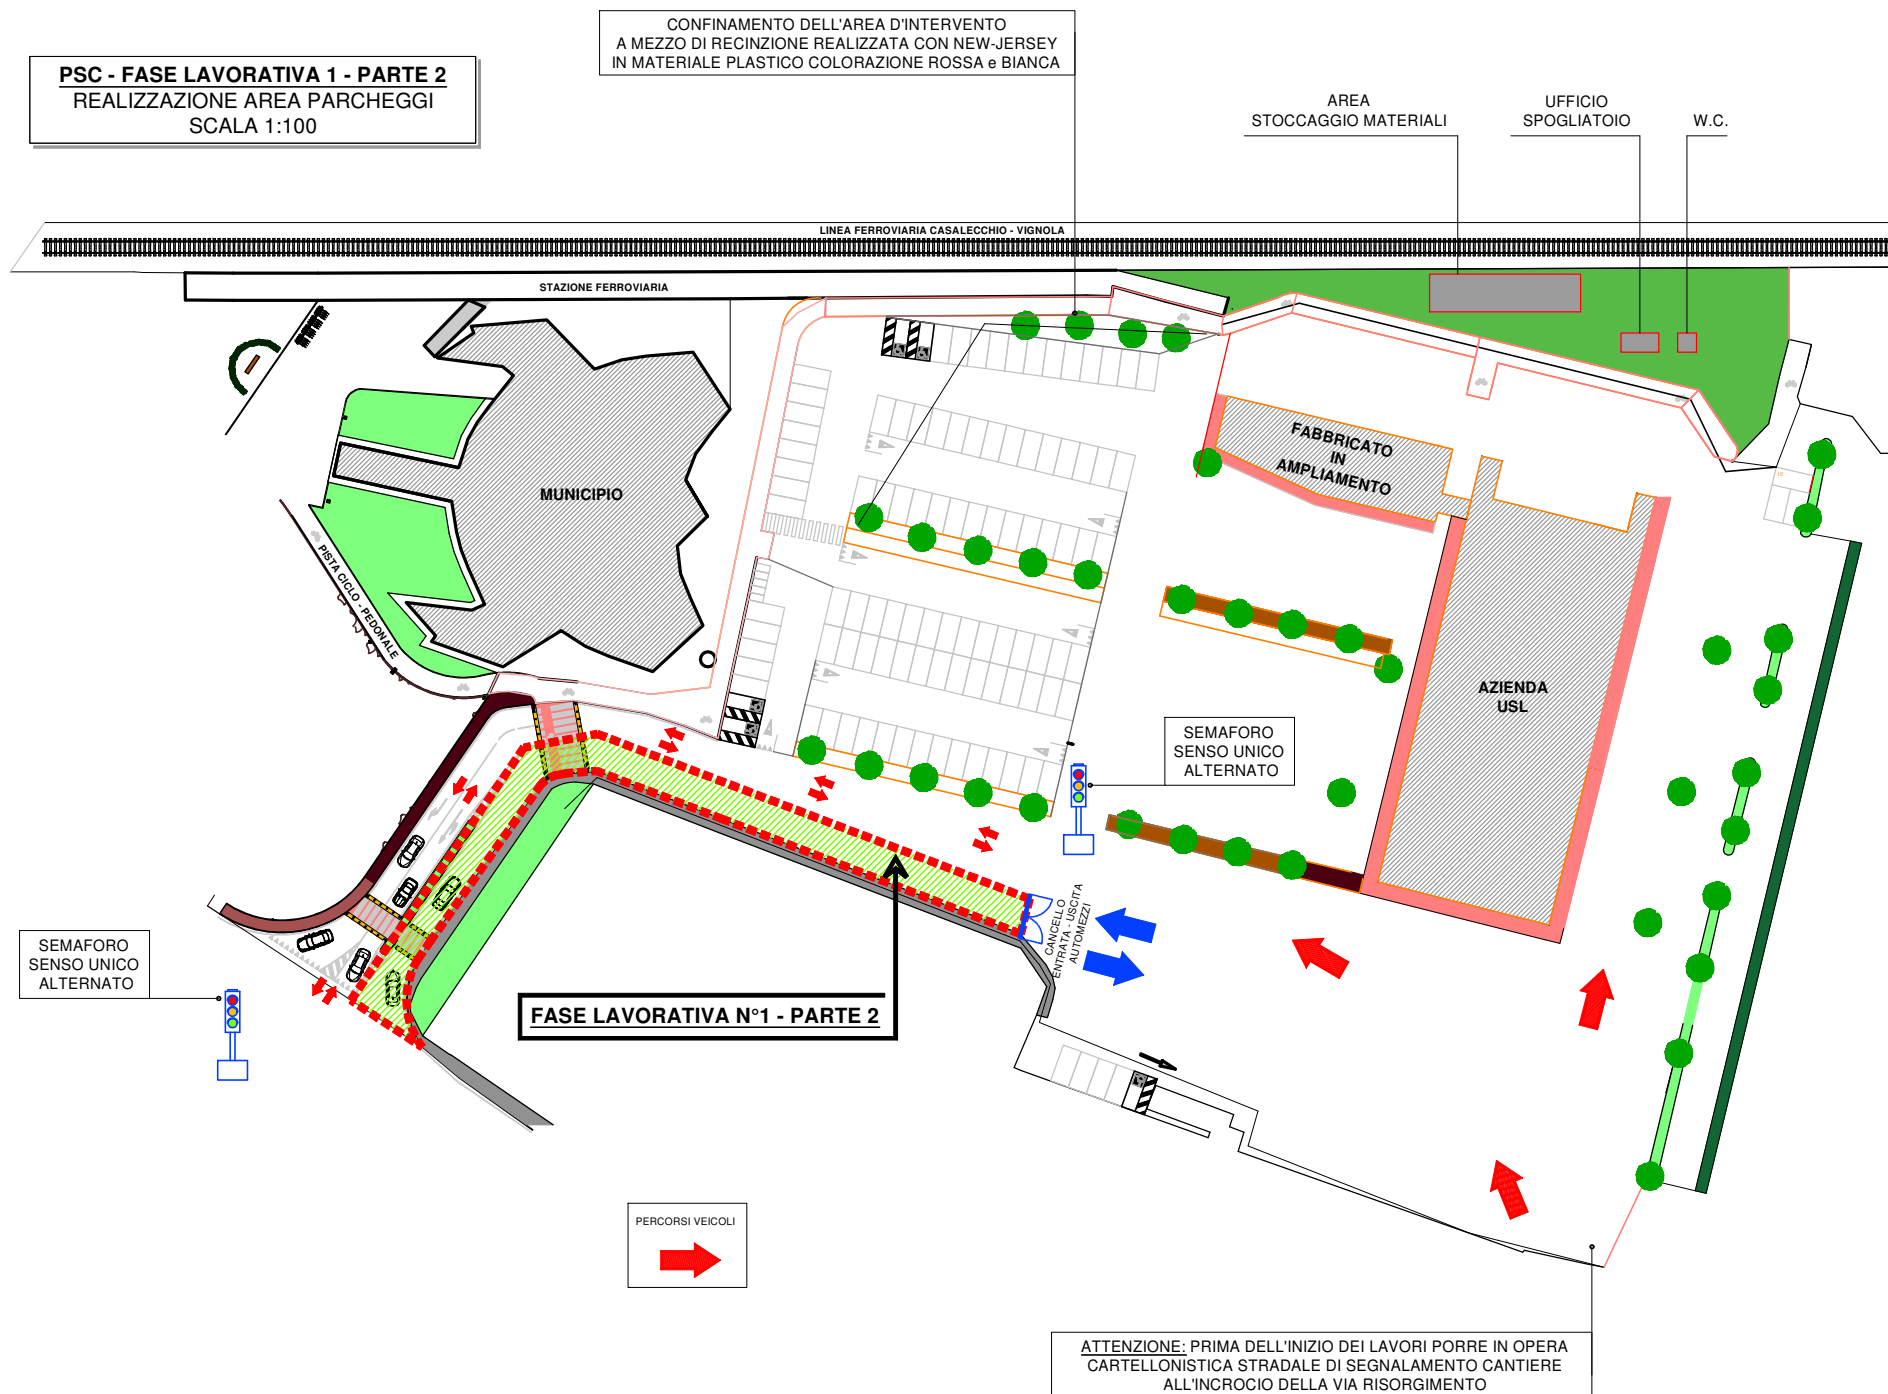 CONFINAMENTO DELL'AREA D'INTERVENTO
A MEZZO DI RECINZIONE REALIZZATA CON NEW-JERSEY
IN MATERIALE PLASTICO COLORAZIONE ROSSA e BIANCA
PSC - FASE LAVORATIVA 1 - PARTE 2
REALIZZAZIONE AREA PARCHEGGI
SCALA 1:100
AREA
STOCCAGGIO MATERIALI
UFFICIO
SPOGLIATOIO
W.C.
LINEA FERROVIARIA CASALECCHIO - VIGNOLA
STAZIONE FERROVIARIA
FABBRICATO
IN
AMPLIAMENTO
MUNICIPIO
PISTA CICLO - PEDONALE
AZIENDA
USL
SEMAFORO
SENSO UNICO
ALTERNATO
CANCELLO
ENTRATA - USCITA
AUTOMEZZI
SEMAFORO
SENSO UNICO
ALTERNATO
FASE LAVORATIVA N°1 - PARTE 2
PERCORSI VEICOLI
ATTENZIONE: PRIMA DELL'INIZIO DEI LAVORI PORRE IN OPERA
CARTELLONISTICA STRADALE DI SEGNALAMENTO CANTIERE
ALL'INCROCIO DELLA VIA RISORGIMENTO